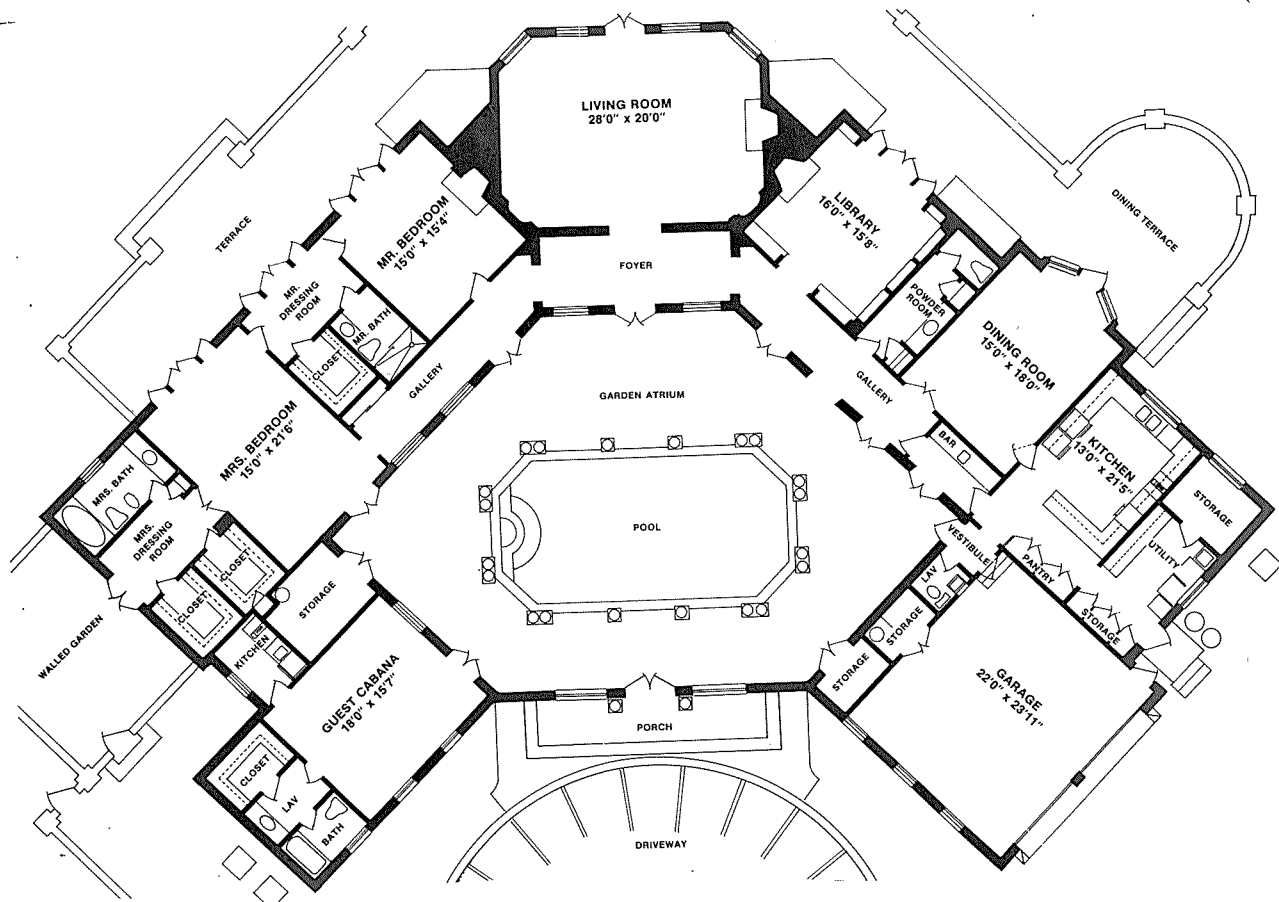 LIVING ROOM
28'0" x 20'0"
TERRACE
MR. BEDROOM
15'0" x 15'4"
LIBRARY
16'0" x 15'8"
DINING TERRACE
FOYER
MR.
DRESSING
ROOM
MR. BATH
CLOSET
GALLERY
POWDER
ROOM
DINING ROOM
15'0" x 18'0"
GALLERY
GARDEN ATRIUM
MRS. BEDROOM
15'0" x 21'6"
BAR
KITCHEN
13'0" x 21'5"
MRS. BATH
MRS.
DRESSING
ROOM
STORAGE
POOL
VESTIBULE
UTILITY
LAV
PANTRY
CLOSET
CLOSET
STORAGE
STORAGE
STORAGE
WALLED GARDEN
KITCHEN
GUEST CABANA
18'0" x 15'7"
STORAGE
GARAGE
22'0" x 23'11"
PORCH
CLOSET
LAV
BATH
DRIVEWAY